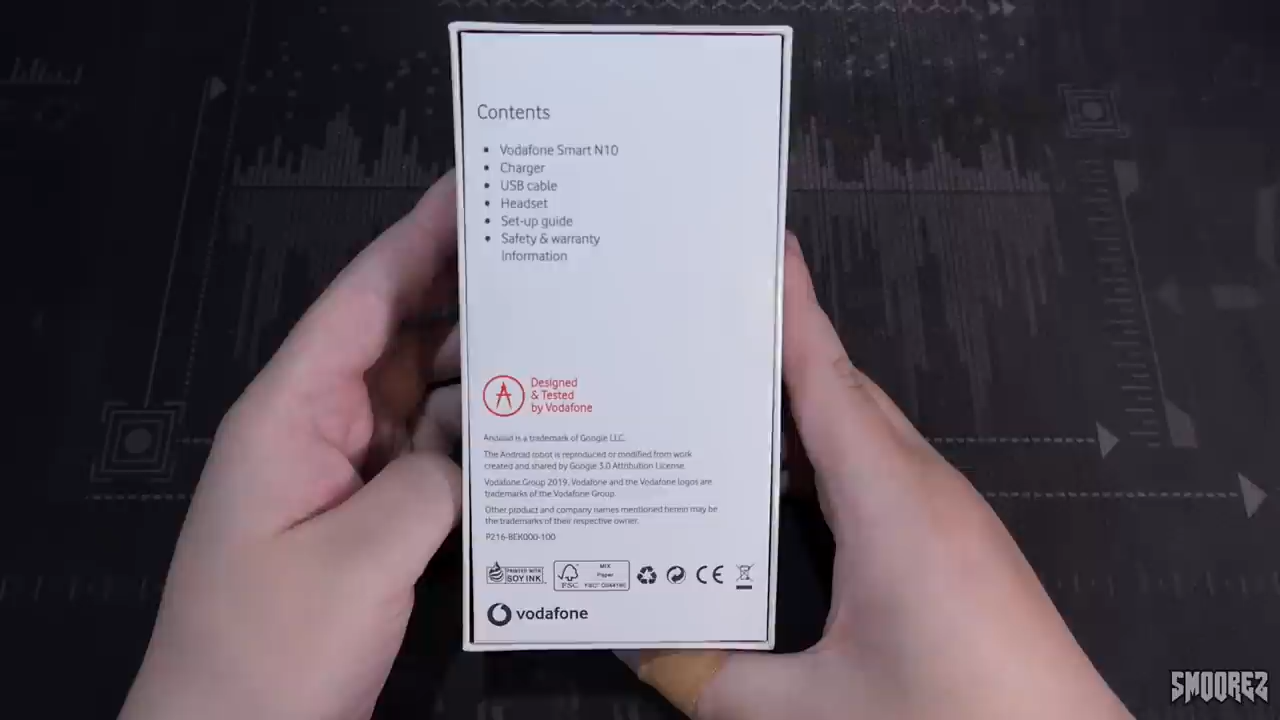 Contents
Vodafone Smart N10
Charger
USB cable
Headset
Set-up guide
Safety & warranty
Information
Designed
& Tested
by Vodafone
Android is a trademark of Google LLC.
The Android robot is reproduced or modified from work
created and shared by Google 3.0 Attribution License.
Vodafone Group 2019. Vodafone and the Vodafone logos are
trademarks of the Vodafone Group.
Other product and company names mentioned herein may be
the trademarks of their respective owner.
P216-BEK000-100
PRINTED WITH
SOY INK
FSC
MIX
Paper
CE
vodafone
SMOOREZ